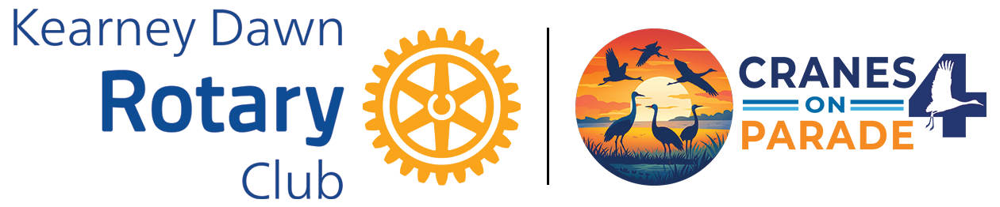 Kearney Dawn
Rotary
Club
CRANES
ON
PARADE
4